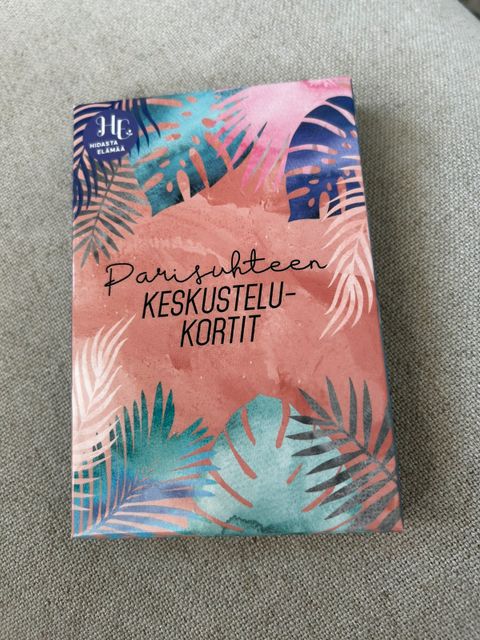 HE
HIDASTA
ELÄMÄÄ
Parisuhteen
KESKUSTELU-
KORTIT